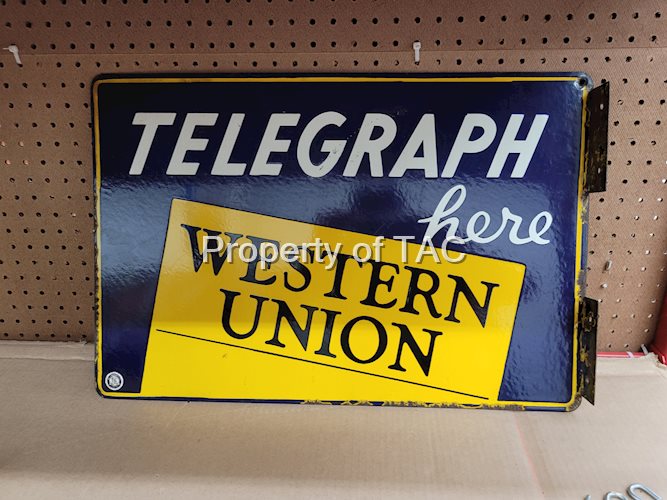 TELEGRAPH
here
Property of TAC
WESTERN
UNION